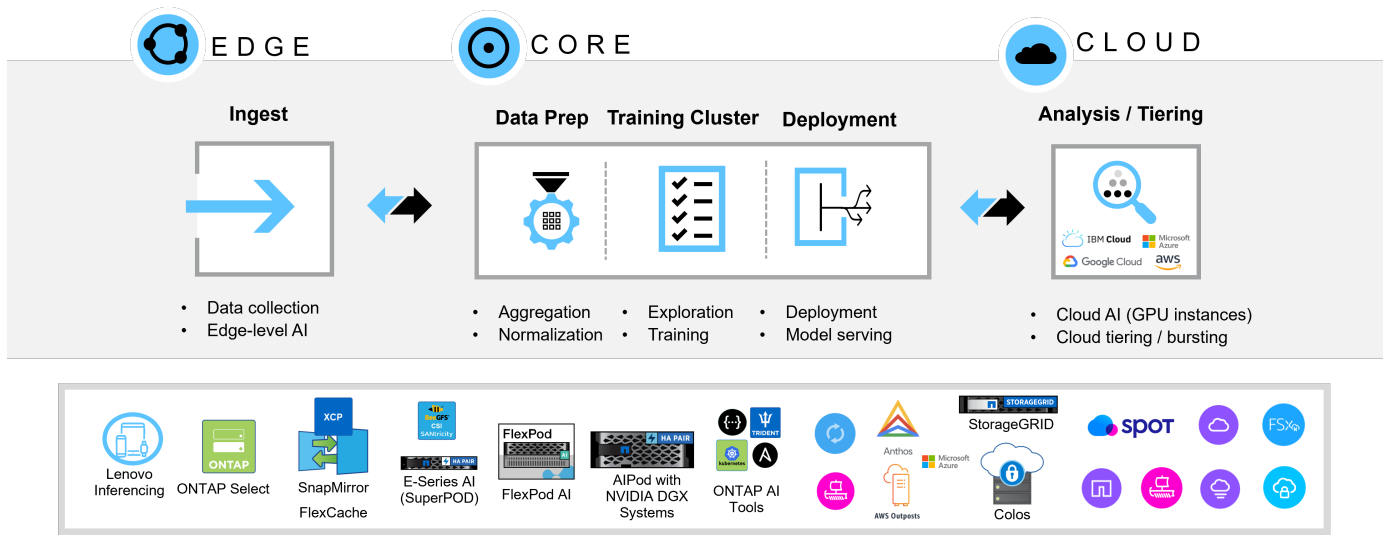 EDGE
CORE
CLOUD
Ingest
Data Prep
Training Cluster
Deployment
Analysis / Tiering
IBM Cloud
Microsoft
Azure
Google Cloud
aws
• Data collection
• Edge-level AI
• Aggregation
• Normalization
• Exploration
• Training
• Deployment
• Model serving
• Cloud AI (GPU instances)
• Cloud tiering / bursting
Lenovo
Inferencing
ONTAP
ONTAP Select
XCP
SnapMirror
FlexCache
BeeGFS
CSI
SANtricity
HA PAIR
E-Series AI
(SuperPOD)
FlexPod
AI
FlexPod AI
HA PAIR
AIPod with
NVIDIA DGX
Systems
{··}
TRIDENT
kubernetes
A
ONTAP AI
Tools
Anthos
Microsoft
Azure
AWS Outposts
STORAGEGRID
StorageGRID
Colos
spot
FSx